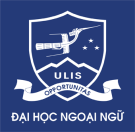 ULIS
OPPORTUNITAS
ĐẠI HỌC NGOẠI NGỮ